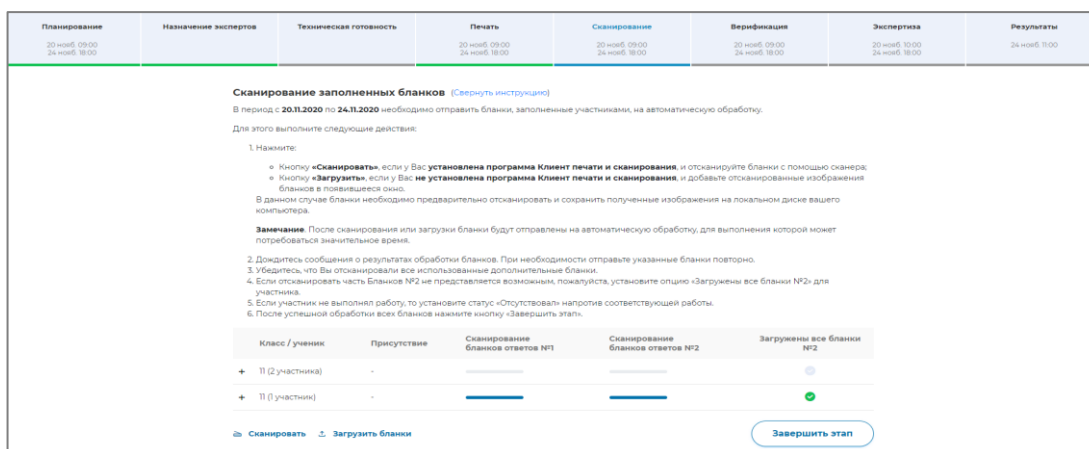 Планирование
20 нояб. 09:00
24 нояб. 18:00
Назначение экспертов
Техническая готовность
Печать
20 нояб. 09:00
24 нояб. 18:00
Сканирование
20 нояб. 09:00
24 нояб. 18:00
Верификация
20 нояб. 09:00
24 нояб. 18:00
Экспертиза
20 нояб. 10:00
24 нояб. 18:00
Результаты
24 нояб. 11:00
Сканирование заполненных бланков (Свернуть инструкцию)
В период с 20.11.2020 по 24.11.2020 необходимо отправить бланки, заполненные участниками, на автоматическую обработку.
Для этого выполните следующие действия:
1. Нажмите:
Кнопку «Сканировать», если у Вас установлена программа Клиент печати и сканирования, и отсканируйте бланки с помощью сканера;
Кнопку «Загрузить», если у Вас не установлена программа Клиент печати и сканирования, и добавьте отсканированные изображения
бланков в появившееся окно.
В данном случае бланки необходимо предварительно отсканировать и сохранить полученные изображения на локальном диске вашего
компьютера.
Замечание. После сканирования или загрузки бланки будут отправлены на автоматическую обработку, для выполнения которой может
потребоваться значительное время.
2. Дождитесь сообщения о результатах обработки бланков. При необходимости отправьте указанные бланки повторно.
3. Убедитесь, что Вы отсканировали все использованные дополнительные бланки.
4. Если отсканировать часть Бланков №2 не представляется возможным, пожалуйста, установите опцию «Загружены все бланки №2» для
участника.
5. Если участник не выполнял работу, то установите статус «Отсутствовал» напротив соответствующей работы.
6. После успешной обработки всех бланков нажмите кнопку «Завершить этап».
Класс / ученик
Присутствие
Сканирование
бланков ответов №1
Сканирование
бланков ответов №2
Загружены все бланки
№2
+ 11 (2 участника) -
+ 11 (1 участник) -
Сканировать Загрузить бланки Завершить этап